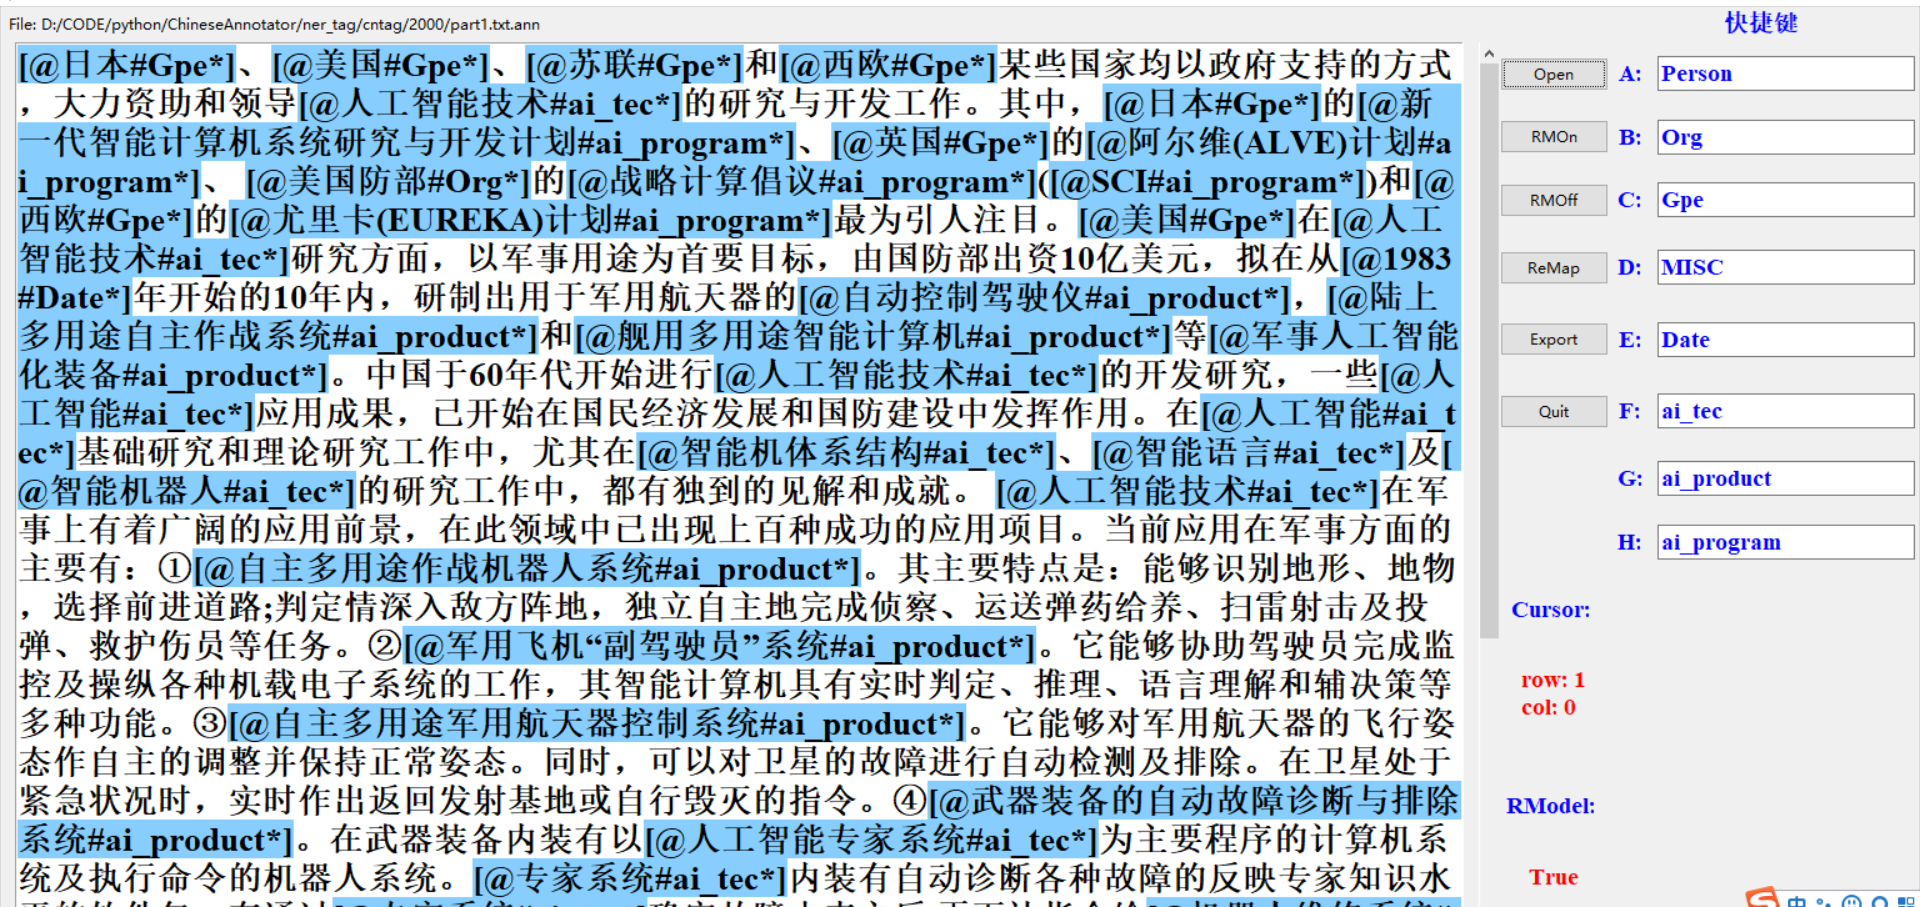 File: D:/CODE/python/ChineseAnnotator/ner_tag/cntag/2000/part1.txt.ann
[@日本#Gpe*]、[@美国#Gpe*]、[@苏联#Gpe*]和[@西欧#Gpe*]某些国家均以政府支持的方式
，大力资助和领导[@人工智能技术#ai_tec*]的研究与开发工作。其中，[@日本#Gpe*]的[@新
一代智能计算机系统研究与开发计划#ai_program*]、[@英国#Gpe*]的[@阿尔维(ALVE)计划#a
i_program*]、[@美国防部#Org*]的[@战略计算倡议#ai_program*]([@SCI#ai_program*])和[@
西欧#Gpe*]的[@尤里卡(EUREKA)计划#ai_program*]最为引人注目。[@美国#Gpe*]在[@人工
智能技术#ai_tec*]研究方面，以军事用途为首要目标，由国防部出资10亿美元，拟在从[@1983
#Date*]年开始的10年内，研制出用于军用航天器的[@自动控制驾驶仪#ai_product*]，[@陆上
多用途自主作战系统#ai_product*]和[@舰用多用途智能计算机#ai_product*]等[@军事人工智能
化装备#ai_product*]。中国于60年代开始进行[@人工智能技术#ai_tec*]的开发研究，一些[@人
工智能#ai_tec*]应用成果，已开始在国民经济发展和国防建设中发挥作用。在[@人工智能#ai_t
ec*]基础研究和理论研究工作中，尤其在[@智能机体系结构#ai_tec*]、[@智能语言#ai_tec*]及[
@智能机器人#ai_tec*]的研究工作中，都有独到的见解和成就。[@人工智能技术#ai_tec*]在军
事上有着广阔的应用前景，在此领域中已出现上百种成功的应用项目。当前应用在军事方面的
主要有：①[@自主多用途作战机器人系统#ai_product*]。其主要特点是：能够识别地形、地物
，选择前进道路;判定情深入敌方阵地，独立自主地完成侦察、运送弹药给养、扫雷射击及投
弹、救护伤员等任务。②[@军用飞机“副驾驶员”系统#ai_product*]。它能够协助驾驶员完成监
控及操纵各种机载电子系统的工作，其智能计算机具有实时判定、推理、语言理解和辅决策等
多种功能。③[@自主多用途军用航天器控制系统#ai_product*]。它能够对军用航天器的飞行姿
态作自主的调整并保持正常姿态。同时，可以对卫星的故障进行自动检测及排除。在卫星处于
紧急状况时，实时作出返回发射基地或自行毁灭的指令。④[@武器装备的自动故障诊断与排除
系统#ai_product*]。在武器装备内装有以[@人工智能专家系统#ai_tec*]为主要程序的计算机系
统及执行命令的机器人系统。[@专家系统#ai_tec*]内装有自动诊断各种故障的反映专家知识水
快捷键
Open A: Person
RMOn B: Org
RMOff C: Gpe
ReMap D: MISC
Export E: Date
Quit F: ai_tec
G: ai_product
H: ai_program
Cursor:
row: 1
col: 0
RModel:
True
中